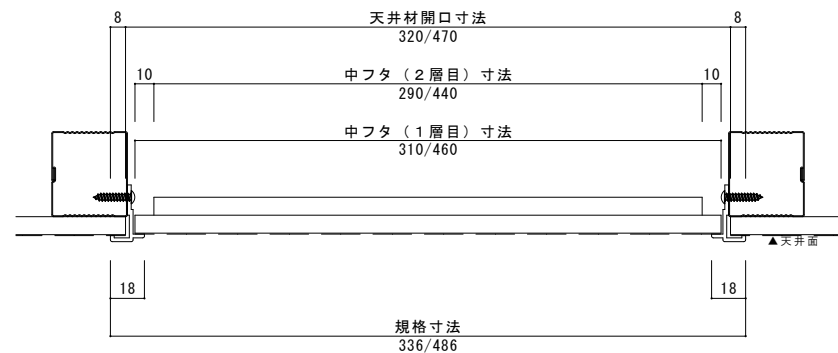 8 天井材開口寸法 8
320/470
10 中フタ（２層目）寸法 10
290/440
中フタ（１層目）寸法
310/460
▲天井面
18 18
規格寸法
336/486